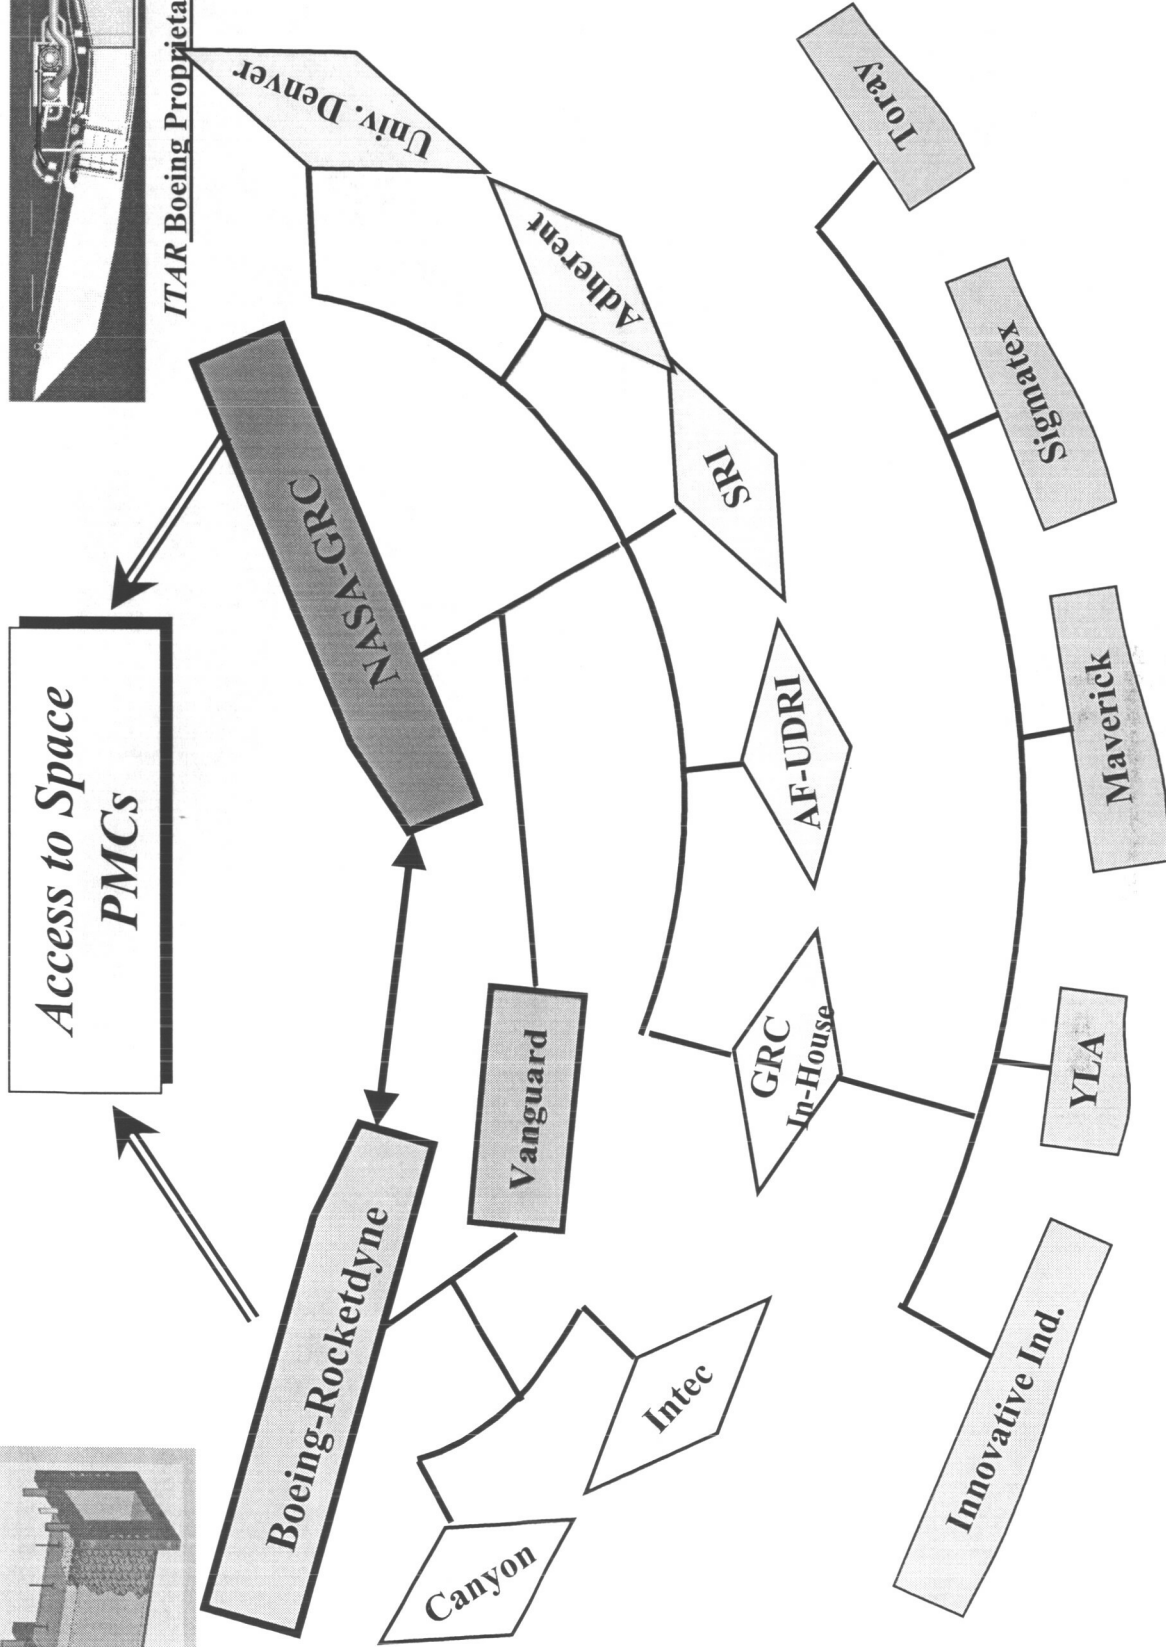 Access to Space
PMCs
ITAR Boeing Proprieta
Boeing-Rocketdyne
NASA-GRC
Vanguard
Canyon
Intec
GRC
In-House
AF-UDRI
SRI
Adherent
Univ. Denver
Innovative Ind.
YLA
Maverick
Sigmatex
Toray